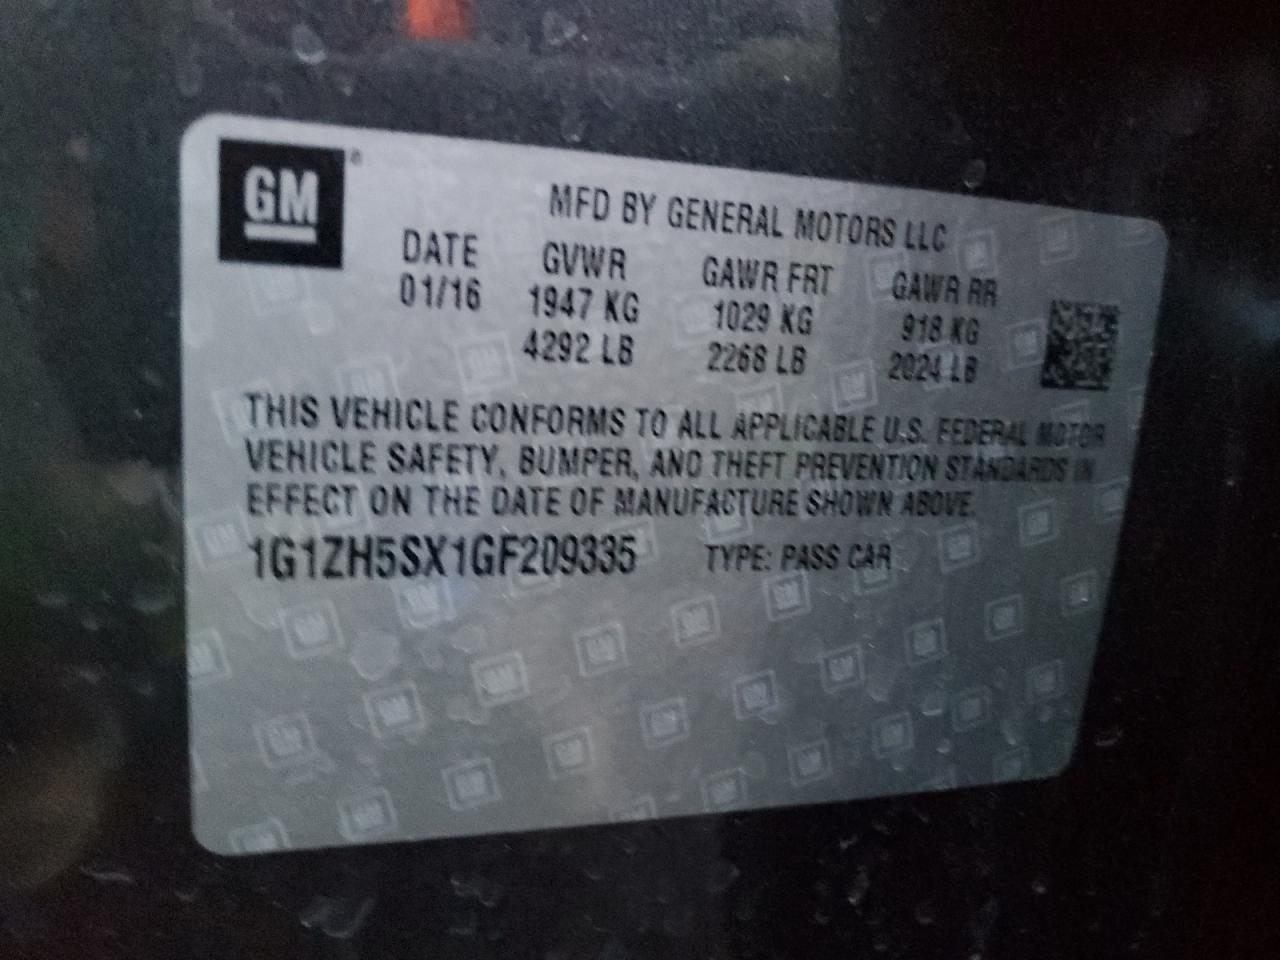 GM®
MFD BY GENERAL MOTORS LLC
DATE GVWR GAWR FRT GAWR RR
01/16 1947 KG 1029 KG 918 KG
4292 LB 2268 LB 2024 LB
THIS VEHICLE CONFORMS TO ALL APPLICABLE U.S. FEDERAL MOTOR
VEHICLE SAFETY, BUMPER, AND THEFT PREVENTION STANDARDS IN
EFFECT ON THE DATE OF MANUFACTURE SHOWN ABOVE.
1G1ZH5SX1GF209335 TYPE: PASS CAR